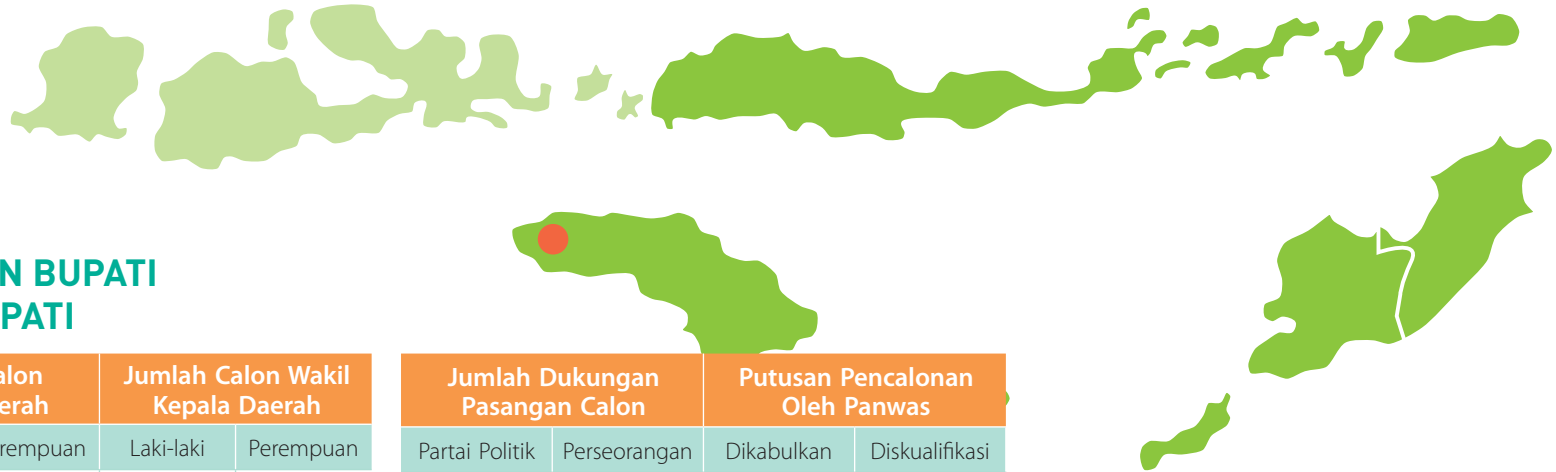 N BUPATI
PATI
alon
erah
Jumlah Calon Wakil
Kepala Daerah
rempuan
Laki-laki
Perempuan
Jumlah Dukungan
Pasangan Calon
Putusan Pencalonan
Oleh Panwas
Partai Politik
Perseorangan
Dikabulkan
Diskualifikasi